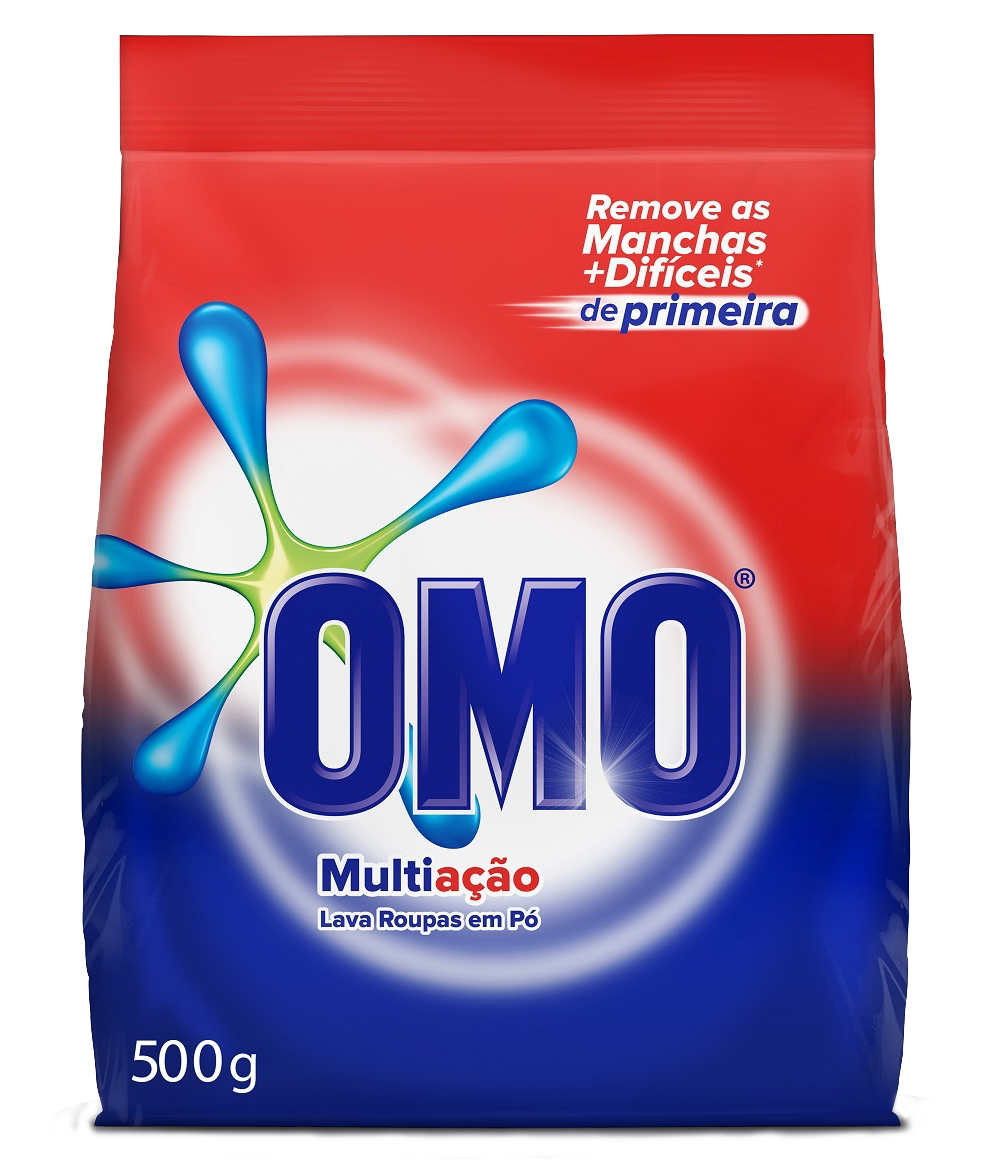 Remove as
Manchas
+Difíceis*
de primeira
OMO®
Multiação
Lava Roupas em Pó
500g